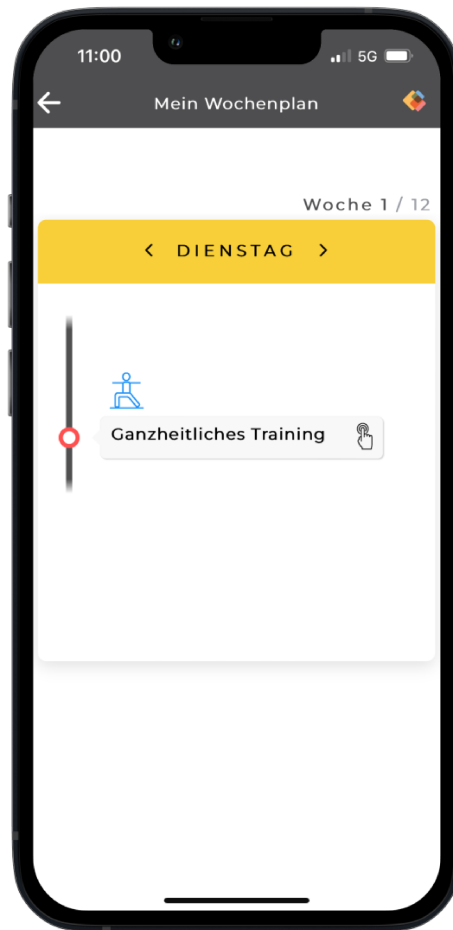 11:00
5G
Mein Wochenplan
Woche 1 / 12
< DIENSTAG >
Ganzheitliches Training